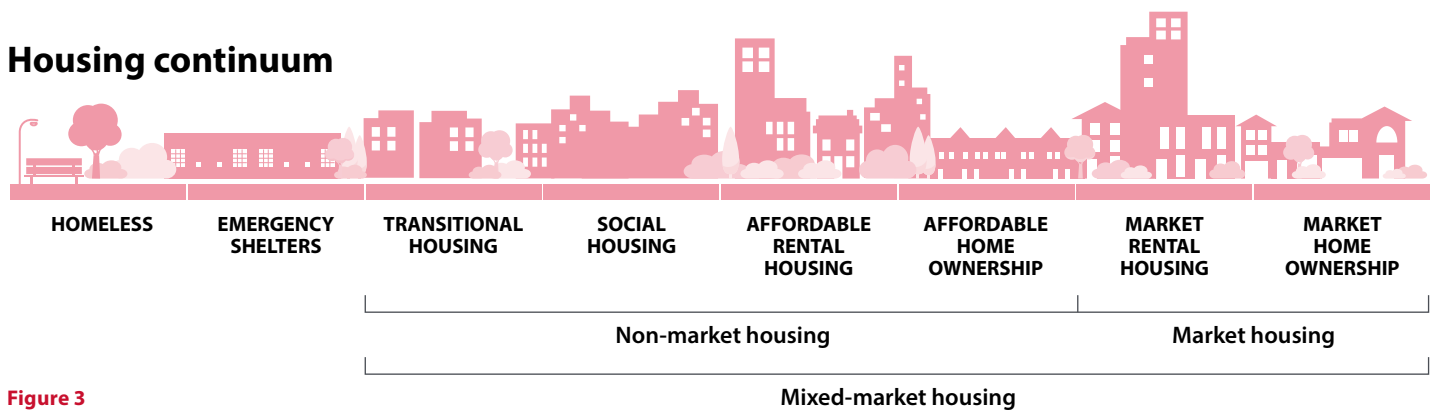 Housing continuum
HOMELESS
EMERGENCY
SHELTERS
TRANSITIONAL
HOUSING
SOCIAL
HOUSING
AFFORDABLE
RENTAL
HOUSING
AFFORDABLE
HOME
OWNERSHIP
MARKET
RENTAL
HOUSING
MARKET
HOME
OWNERSHIP
Non-market housing
Market housing
Mixed-market housing
Figure 3